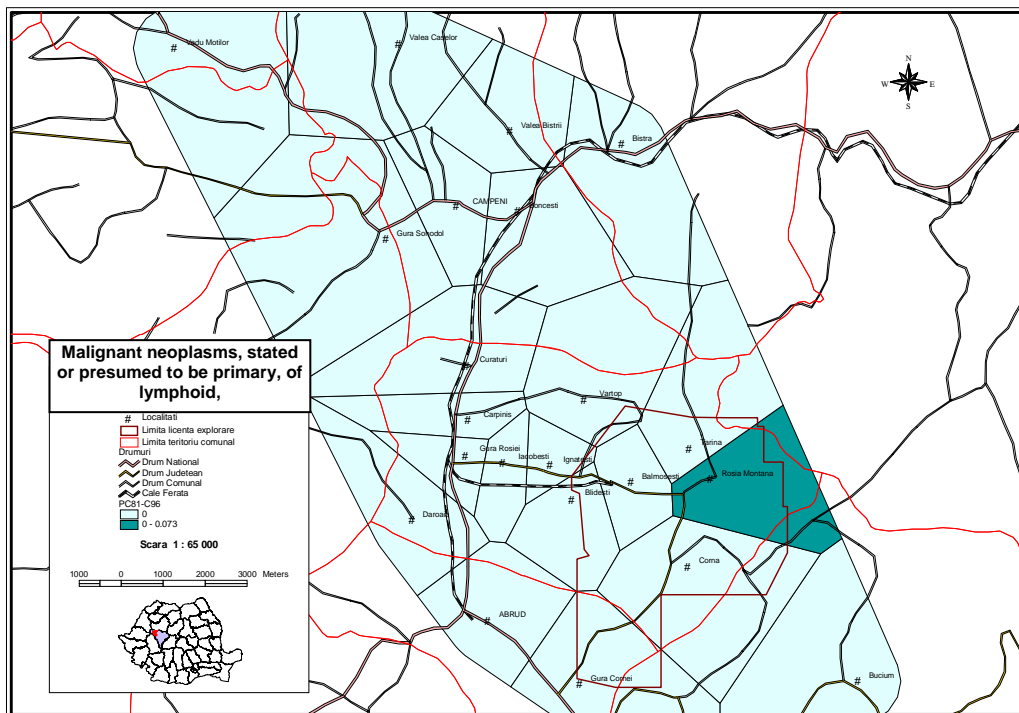 Vadu Motilor
Valea Caselor
N
W E
S
Valea Bistrii
Bistra
CAMPENI
Boncesti
Gura Sohodol
Malignant neoplasms, stated
or presumed to be primary, of
lymphoid,
Localitati
Limita licenta explorare
Limita teritoriu comunal
Drumuri
Drum National
Drum Judetean
Drum Comunal
Cale Ferata
PC81-C96
0
0 - 0.073
Scara 1 : 65 000
1000 0 1000 2000 3000 Meters
Curaturi
Vartop
Carpinis
Gura Rosiei
Iacobesti
Ignatesti
Tarina
Balmosesti
Rosia Montana
Blidesti
Daroaia
Corna
ABRUD
Gura Cornei
Bucium